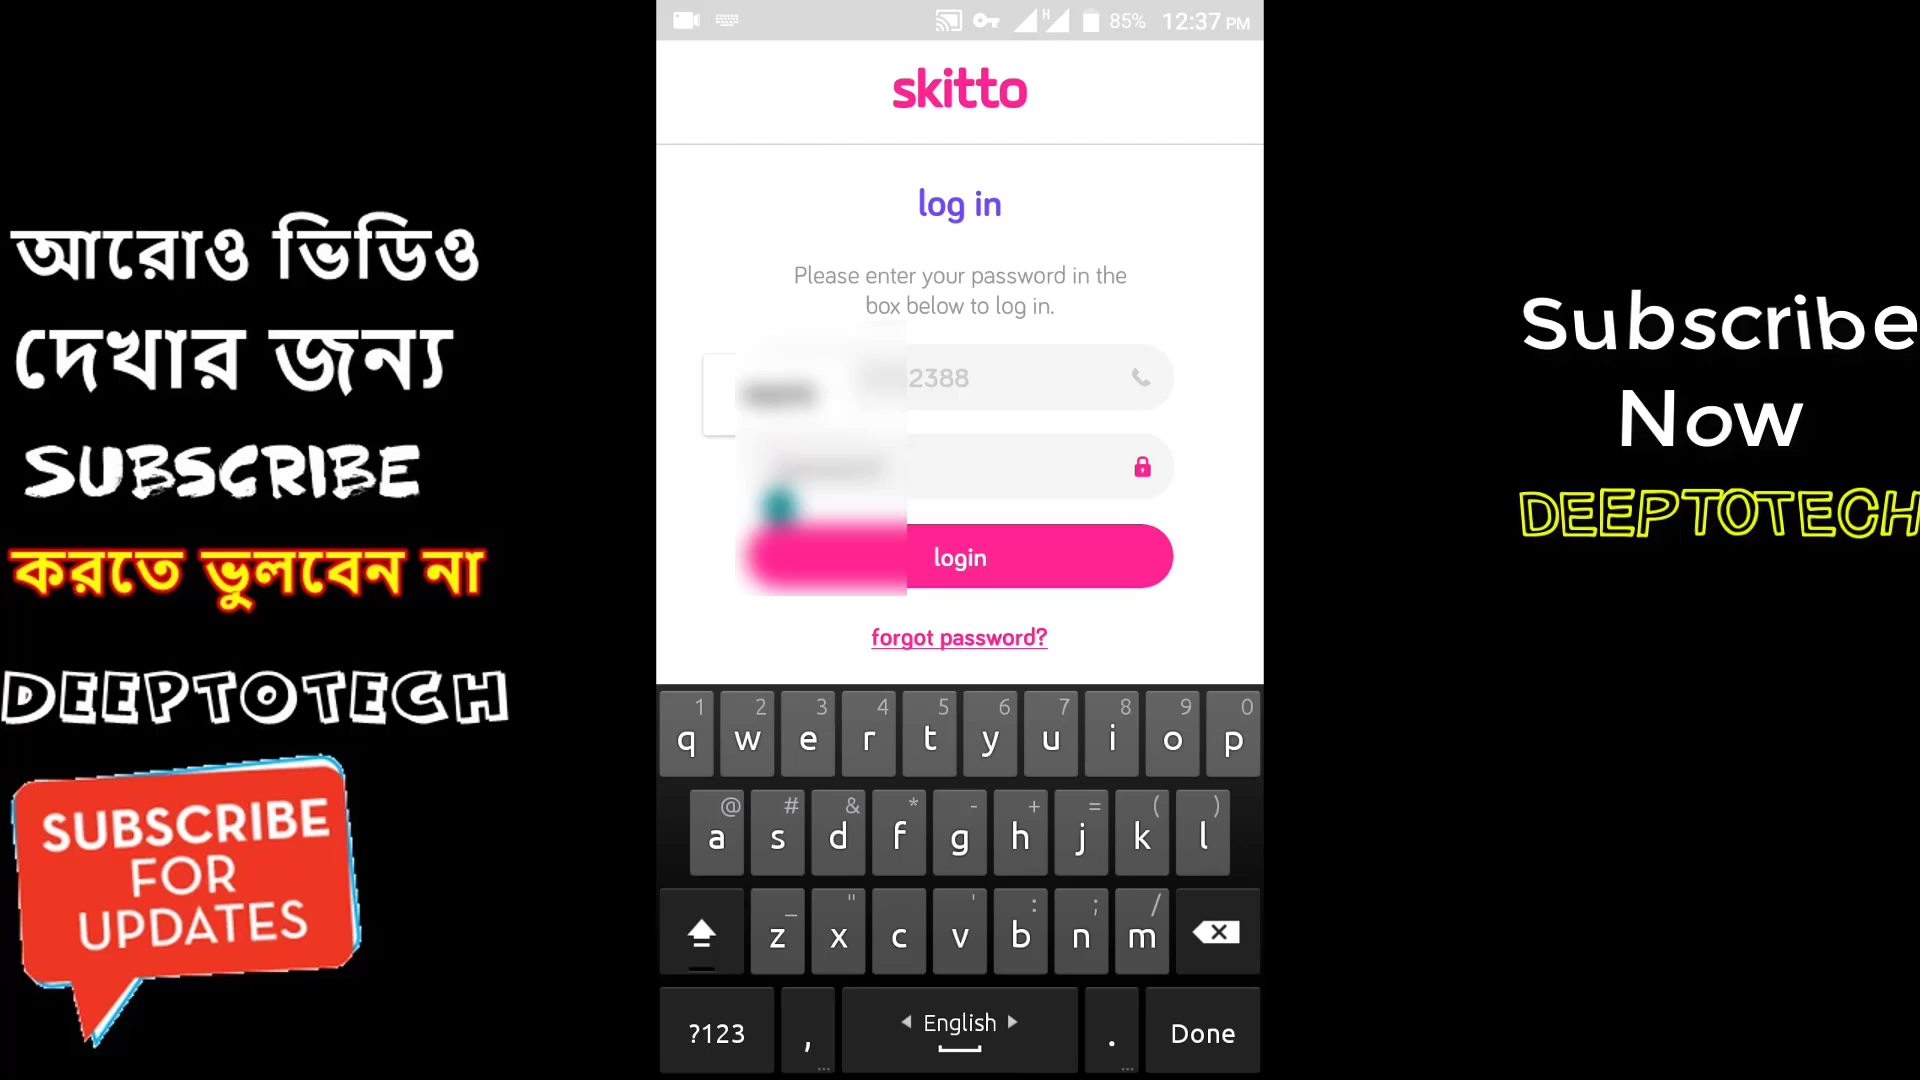 85% 12:37 PM
skitto
log in
Please enter your password in the
box below to log in.
2388
login
forgot password?
আরোও ভিডিও
দেখার জন্য
SUBSCRIBE
করতে ভুলবেন না
DEEPTOTECH
SUBSCRIBE
FOR
UPDATES
Subscribe
Now
DEEPTOTECH
1 2 3 4 5 6 7 8 9 0
q w e r t y u i o p
@ # & * - + = ( )
a s d f g h j k l
_ " ' : ; /
z x c v b n m
?123 , English . Done